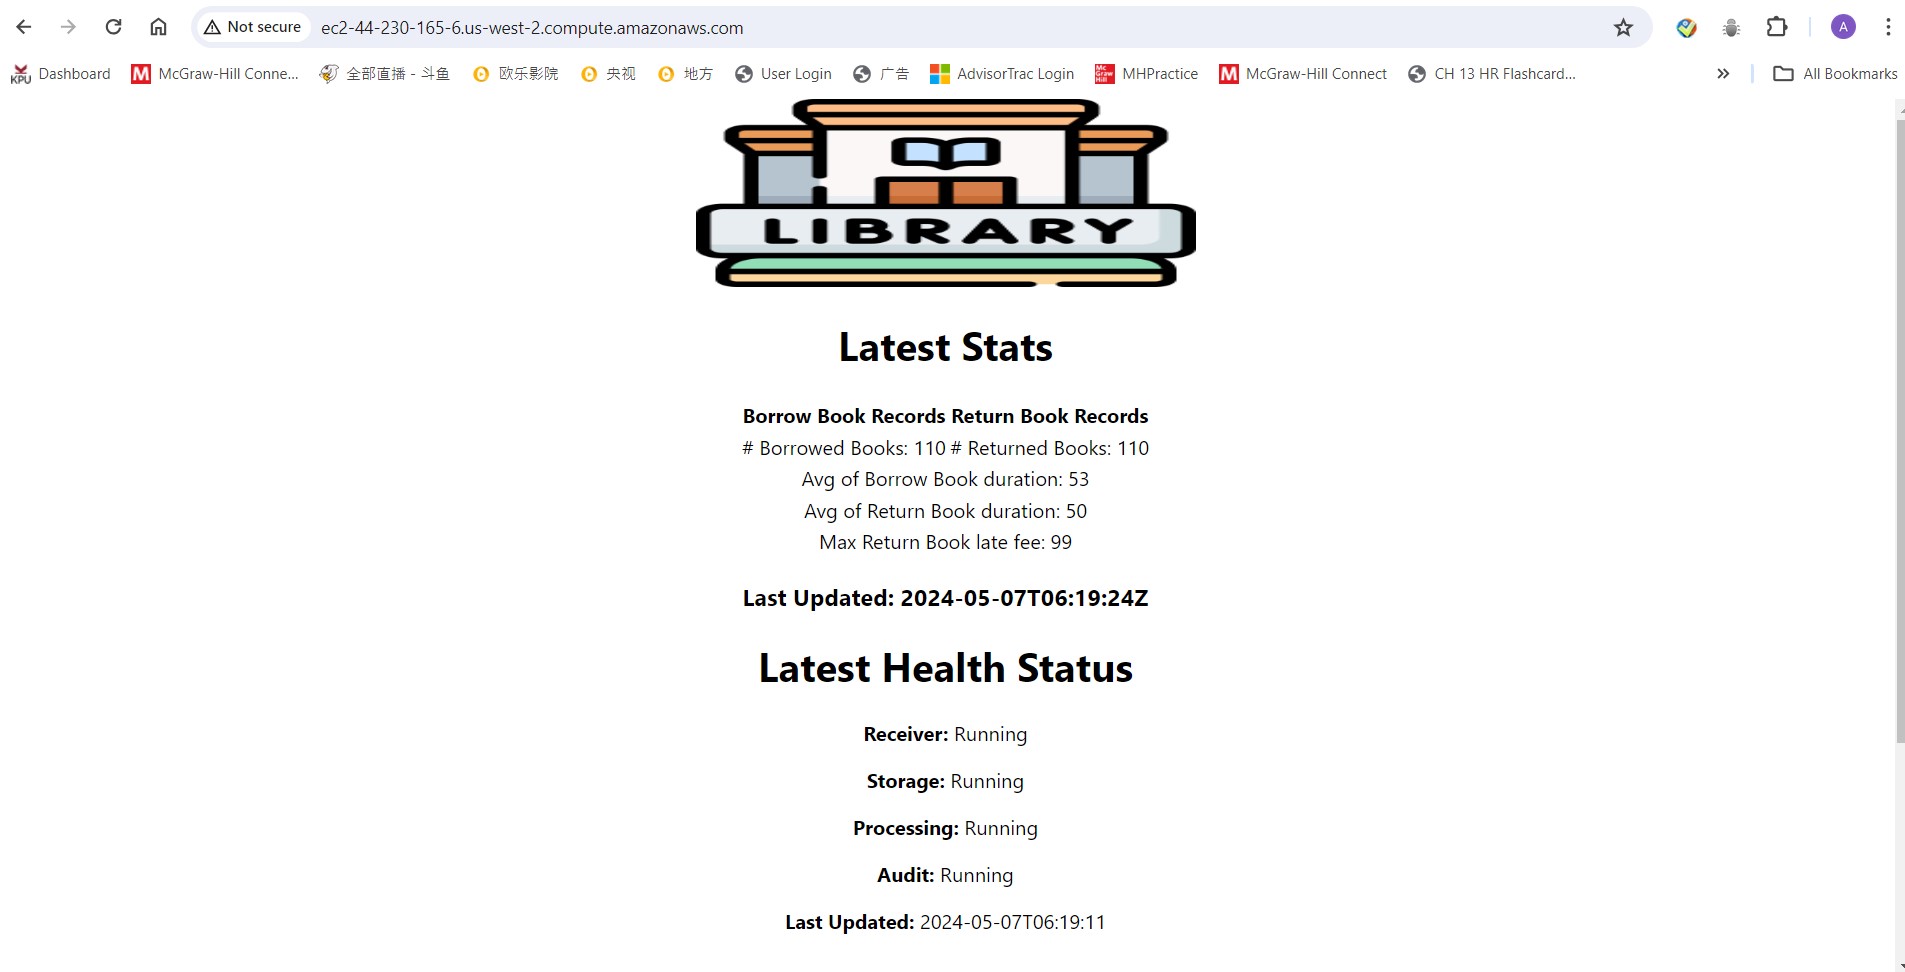 Not secure ec2-44-230-165-6.us-west-2.compute.amazonaws.com A
KPU Dashboard M McGraw-Hill Conne... 全部直播 - 斗鱼 欧乐影院 央视 地方 User Login 广告 AdvisorTrac Login Mc Graw Hill MHPractice M McGraw-Hill Connect CH 13 HR Flashcard... » All Bookmarks
LIBRARY
Latest Stats
Borrow Book Records Return Book Records
# Borrowed Books: 110 # Returned Books: 110
Avg of Borrow Book duration: 53
Avg of Return Book duration: 50
Max Return Book late fee: 99
Last Updated: 2024-05-07T06:19:24Z
Latest Health Status
Receiver: Running
Storage: Running
Processing: Running
Audit: Running
Last Updated: 2024-05-07T06:19:11